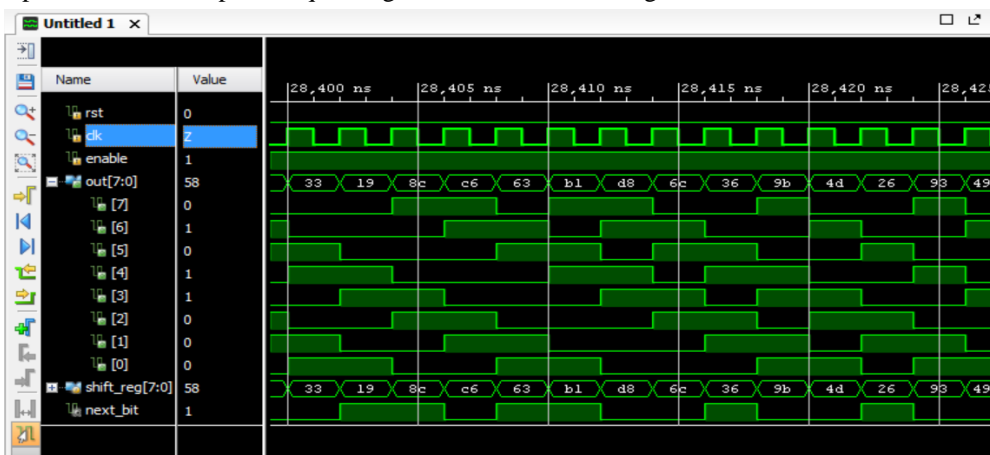 Untitled 1 ×
Name Value
28,400 ns 28,405 ns 28,410 ns 28,415 ns 28,420 ns 28,425
rst 0
clk Z
enable 1
out[7:0] 58 33 19 8c c6 63 b1 d8 6c 36 9b 4d 26 93 49
[7] 0
[6] 1
[5] 0
[4] 1
[3] 1
[2] 0
[1] 0
[0] 0
shift_reg[7:0] 58 33 19 8c c6 63 b1 d8 6c 36 9b 4d 26 93 49
next_bit 1